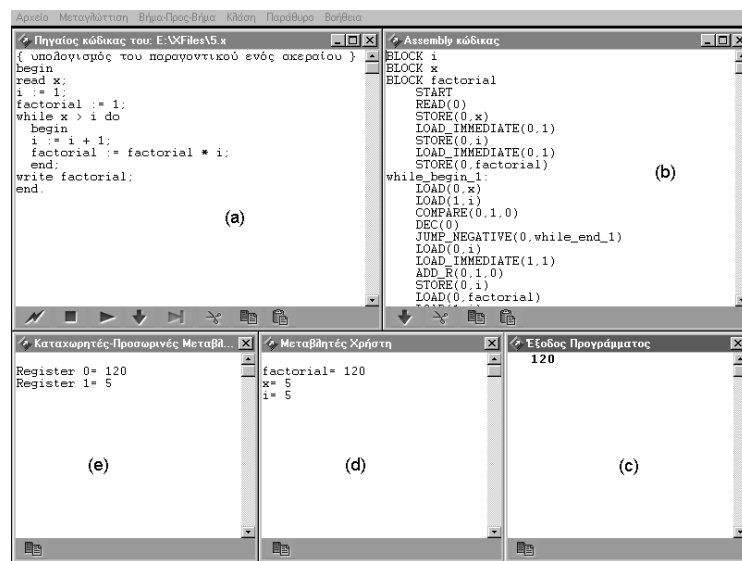 Αρχείο Μεταγλώττιση Βήμα-Προς-Βήμα Κλάση Παράθυρο Βοήθεια
Πηγαίος κώδικας του: E:\XFiles\5.x
{ υπολογισμός του παραγοντικού ενός ακεραίου }
begin
read x;
i := 1;
factorial := 1;
while x > i do
begin
i := i + 1;
factorial := factorial * i;
end;
write factorial;
end.
(a)
Assembly κώδικας
BLOCK i
BLOCK x
BLOCK factorial
START
READ(0)
STORE(0,x)
LOAD_IMMEDIATE(0,1)
STORE(0,i)
LOAD_IMMEDIATE(0,1)
STORE(0,factorial)
while_begin_1:
LOAD(0,x)
LOAD(1,i)
COMPARE(0,1,0)
DEC(0)
JUMP_NEGATIVE(0,while_end_1)
LOAD(0,i)
LOAD_IMMEDIATE(1,1)
ADD_R(0,1,0)
STORE(0,i)
LOAD(0,factorial)
(b)
Καταχωρητές-Προσωρινές Μεταβλ...
Register 0= 120
Register 1= 5
(e)
Μεταβλητές Χρήστη
factorial= 120
x= 5
i= 5
(d)
Έξοδος Προγράμματος
120
(c)